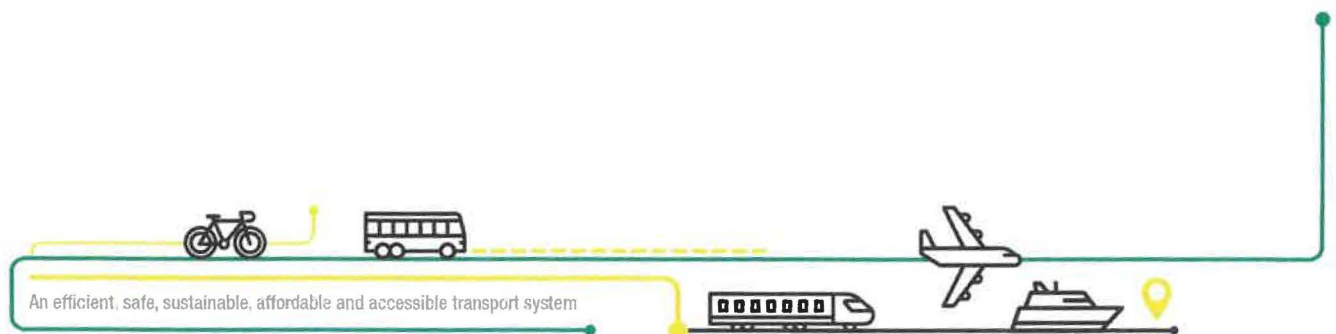 An efficient, safe, sustainable, affordable and accessible transport system